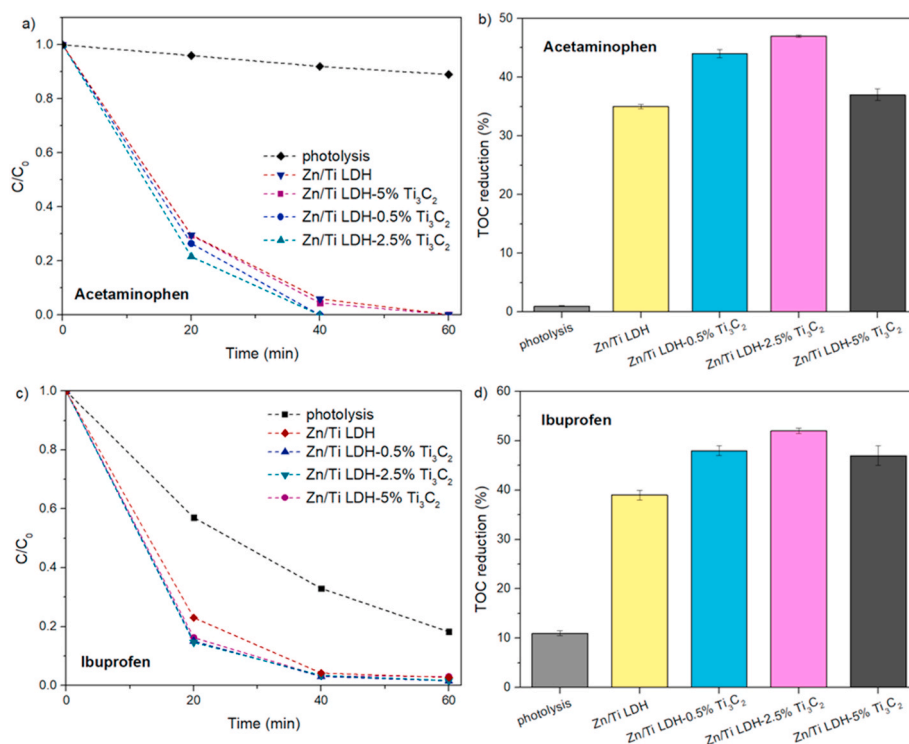 a)
1.0
0.8
0.6
0.4
0.2
0.0
C/C₀
photolysis
Zn/Ti LDH
Zn/Ti LDH-5% Ti₃C₂
Zn/Ti LDH-0.5% Ti₃C₂
Zn/Ti LDH-2.5% Ti₃C₂
Acetaminophen
0 20 40 60
Time (min)
b)
Acetaminophen
40
30
20
10
0
TOC reduction (%)
photolysis
Zn/Ti LDH
Zn/Ti LDH-0.5% Ti₃C₂
Zn/Ti LDH-2.5% Ti₃C₂
Zn/Ti LDH-5% Ti₃C₂
c)
1.0
0.8
0.6
0.4
0.2
0.0
C/C₀
photolysis
Zn/Ti LDH
Zn/Ti LDH-0.5% Ti₃C₂
Zn/Ti LDH-2.5% Ti₃C₂
Zn/Ti LDH-5% Ti₃C₂
Ibuprofen
0 20 40 60
Time (min)
d)
60
50
40
30
20
10
0
Ibuprofen
TOC reduction (%)
photolysis
Zn/Ti LDH
Zn/Ti LDH-0.5% Ti₃C₂
Zn/Ti LDH-2.5% Ti₃C₂
Zn/Ti LDH-5% Ti₃C₂